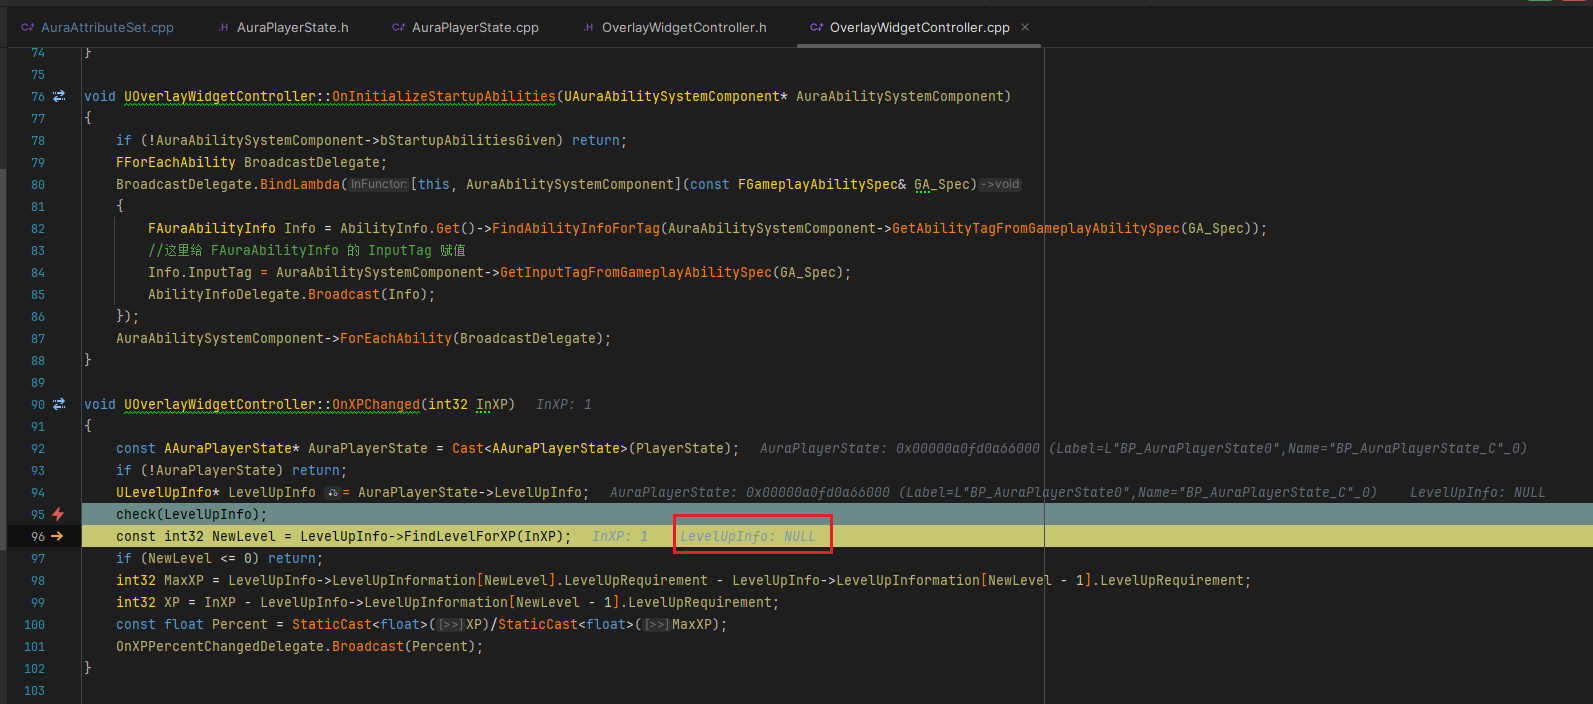 C++ AuraAttributeSet.cpp .H AuraPlayerState.h C++ AuraPlayerState.cpp .H OverlayWidgetController.h C++ OverlayWidgetController.cpp ×
74 }
75
76 void UOverlayWidgetController::OnInitializeStartupAbilities(UAuraAbilitySystemComponent* AuraAbilitySystemComponent)
77 {
78 if (!AuraAbilitySystemComponent->bStartupAbilitiesGiven) return;
79 FForEachAbility BroadcastDelegate;
80 BroadcastDelegate.BindLambda(InFunctor:[this, AuraAbilitySystemComponent](const FGameplayAbilitySpec& GA_Spec)->void
81 {
82 FAuraAbilityInfo Info = AbilityInfo.Get()->FindAbilityInfoForTag(AuraAbilitySystemComponent->GetAbilityTagFromGameplayAbilitySpec(GA_Spec));
83 //这里给 FAuraAbilityInfo 的 InputTag 赋值
84 Info.InputTag = AuraAbilitySystemComponent->GetInputTagFromGameplayAbilitySpec(GA_Spec);
85 AbilityInfoDelegate.Broadcast(Info);
86 });
87 AuraAbilitySystemComponent->ForEachAbility(BroadcastDelegate);
88 }
89
90 void UOverlayWidgetController::OnXPChanged(int32 InXP) InXP: 1
91 {
92 const AAuraPlayerState* AuraPlayerState = Cast<AAuraPlayerState>(PlayerState); AuraPlayerState: 0x00000a0fd0a66000 (Label=L"BP_AuraPlayerState0",Name="BP_AuraPlayerState_C"_0)
93 if (!AuraPlayerState) return;
94 ULevelUpInfo* LevelUpInfo = AuraPlayerState->LevelUpInfo; AuraPlayerState: 0x00000a0fd0a66000 (Label=L"BP_AuraPlayerState0",Name="BP_AuraPlayerState_C"_0) LevelUpInfo: NULL
95 check(LevelUpInfo);
96 const int32 NewLevel = LevelUpInfo->FindLevelForXP(InXP); InXP: 1 LevelUpInfo: NULL
97 if (NewLevel <= 0) return;
98 int32 MaxXP = LevelUpInfo->LevelUpInformation[NewLevel].LevelUpRequirement - LevelUpInfo->LevelUpInformation[NewLevel - 1].LevelUpRequirement;
99 int32 XP = InXP - LevelUpInfo->LevelUpInformation[NewLevel - 1].LevelUpRequirement;
100 const float Percent = StaticCast<float>([>>]XP)/StaticCast<float>([>>]MaxXP);
101 OnXPPercentChangedDelegate.Broadcast(Percent);
102 }
103